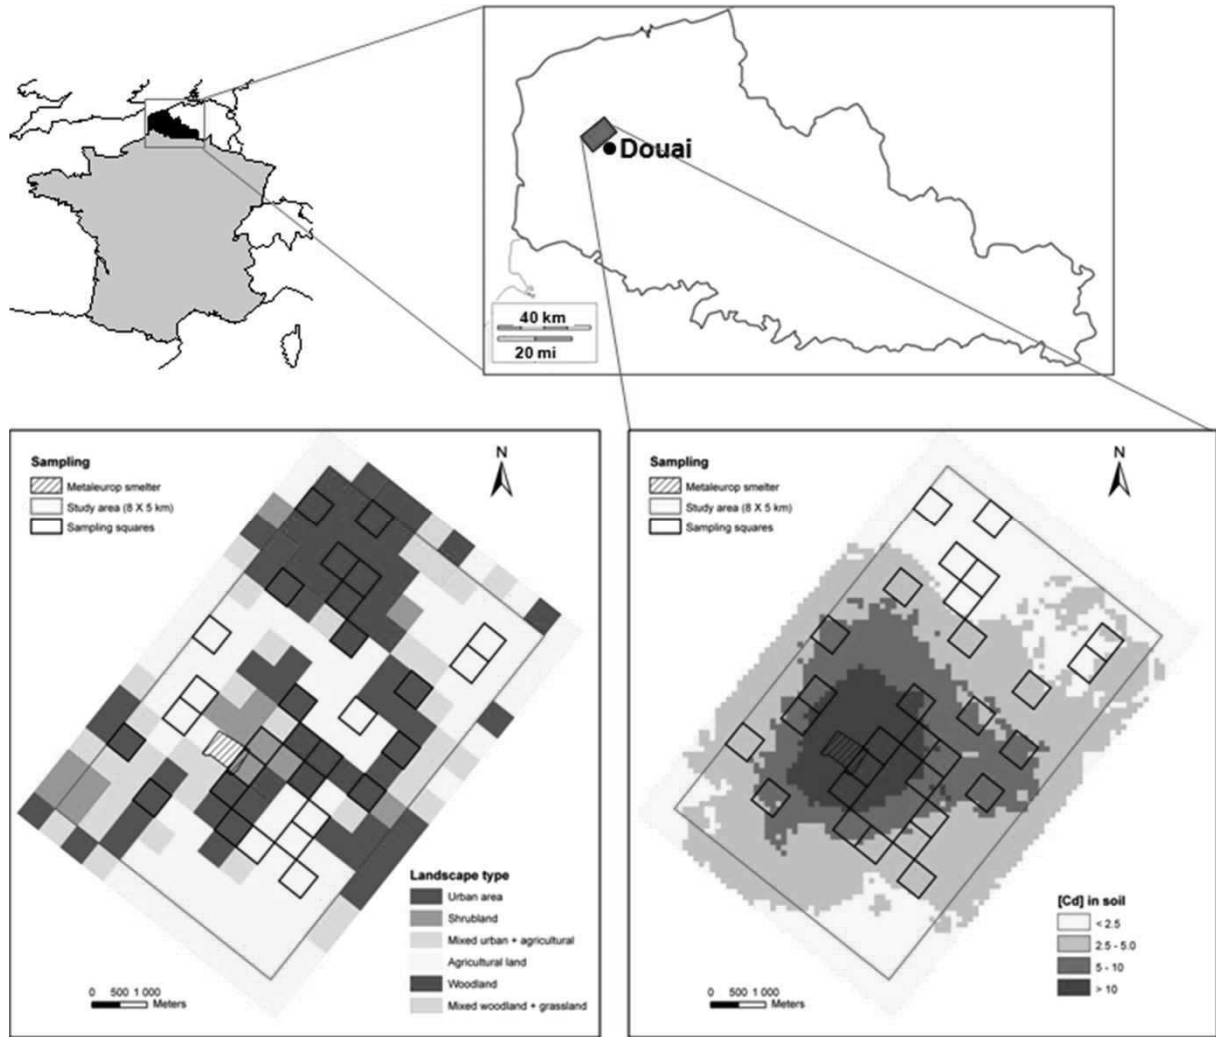 Douai
40 km
20 mi
Sampling
Metaleurop smelter
Study area (8 X 5 km)
Sampling squares
N
Landscape type
Urban area
Shrubland
Mixed urban + agricultural
Agricultural land
Woodland
Mixed woodland + grassland
0 500 1 000
Meters
Sampling
Metaleurop smelter
Study area (8 X 5 km)
Sampling squares
N
[Cd] in soil
< 2.5
2.5 - 5.0
5 - 10
> 10
0 500 1 000
Meters